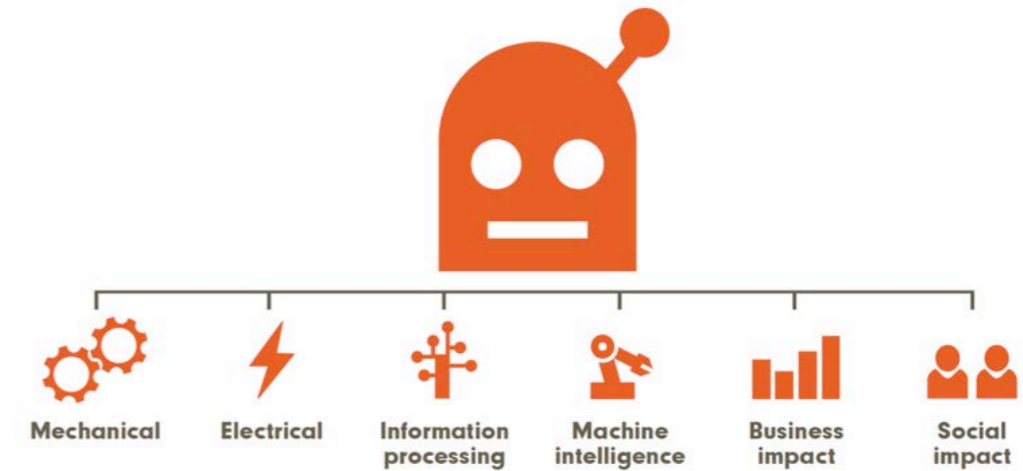 Mechanical
Electrical
Information
processing
Machine
intelligence
Business
impact
Social
impact